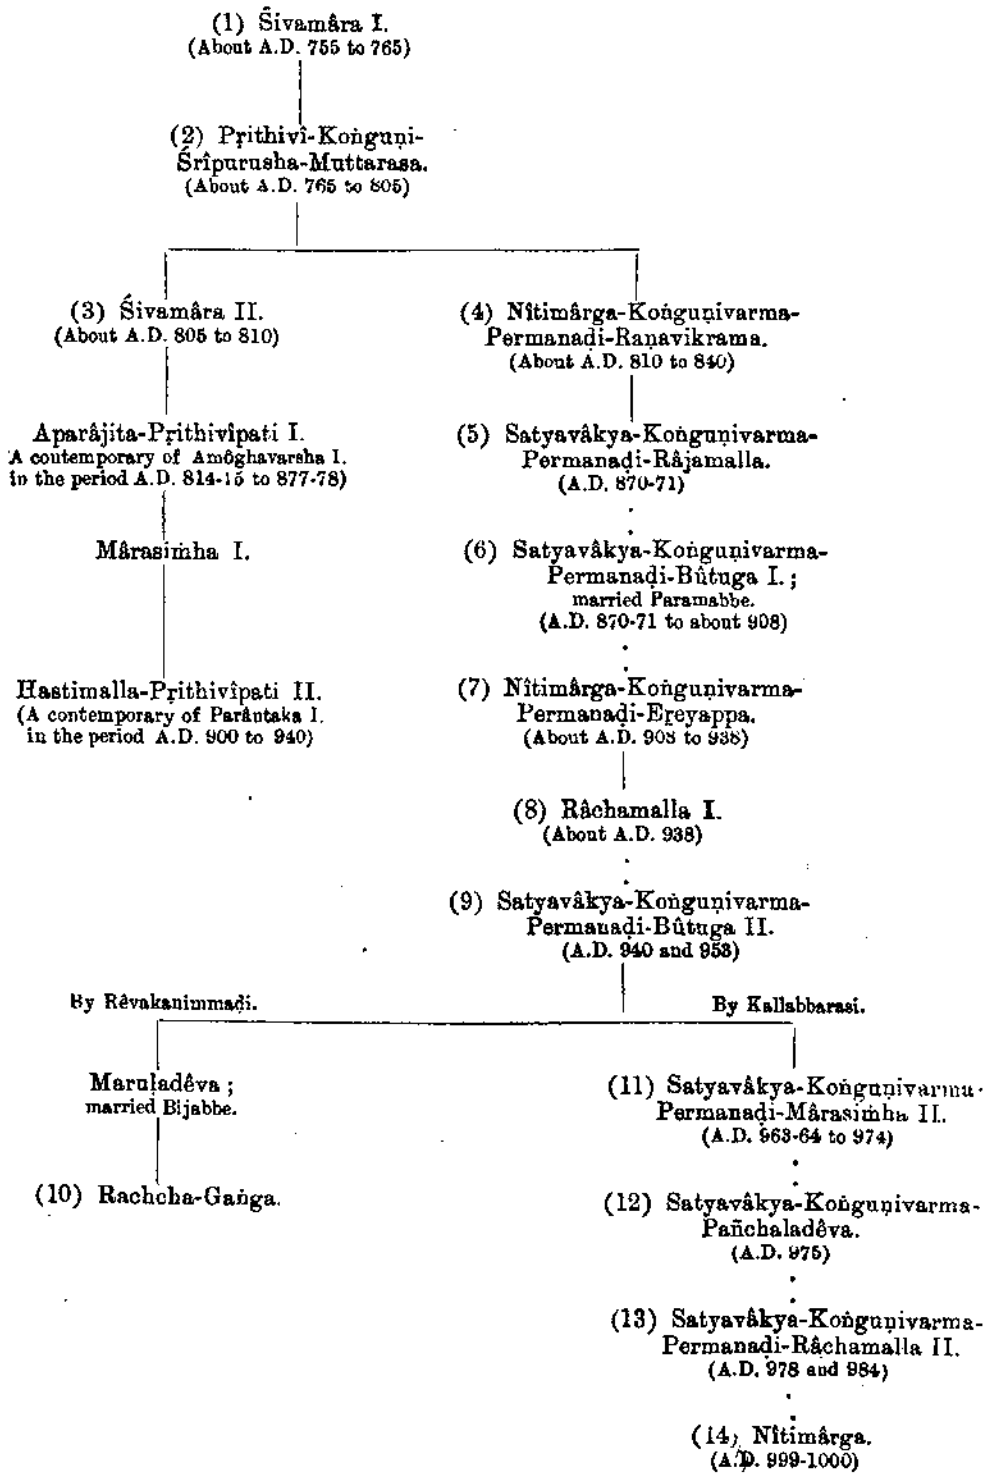 (1) Śivamâra I.
(About A.D. 755 to 765)
(2) Pṛithivî-Koṅguṇi-
Śrîpurusha-Muttarasa.
(About A.D. 765 to 805)
(3) Śivamâra II.
(About A.D. 805 to 810)
Aparâjita-Pṛithivîpati I.
A contemporary of Amôghavarsha I.
in the period A.D. 814-15 to 877-78)
Mârasiṁha I.
Hastimalla-Pṛithivîpati II.
(A contemporary of Parântaka I.
in the period A.D. 900 to 940)
(4) Nîtimârga-Koṅguṇivarma-
Permanaḍi-Raṇavikrama.
(About A.D. 810 to 840)
(5) Satyavâkya-Koṅguṇivarma-
Permanaḍi-Râjamalla.
(A.D. 870-71)
(6) Satyavâkya-Koṅguṇivarma-
Permanaḍi-Bûtuga I.;
married Paramabbe.
(A.D. 870-71 to about 908)
(7) Nîtimârga-Koṅguṇivarma-
Permanaḍi-Eṛeyappa.
(About A.D. 908 to 938)
(8) Râchamalla I.
(About A.D. 938)
(9) Satyavâkya-Koṅguṇivarma-
Permanaḍi-Bûtuga II.
(A.D. 940 and 953)
By Rêvakanimmaḍi.
By Kallabbarasi.
Maruḷadêva;
married Bijabbe.
(10) Rachcha-Gaṅga.
(11) Satyavâkya-Koṅguṇivarma-
Permanaḍi-Mârasiṁha II.
(A.D. 963-64 to 974)
(12) Satyavâkya-Koṅguṇivarma-
Pañchaladêva.
(A.D. 975)
(13) Satyavâkya-Koṅguṇivarma-
Permanaḍi-Râchamalla II.
(A.D. 978 and 984)
(14) Nîtimârga.
(A.D. 999-1000)